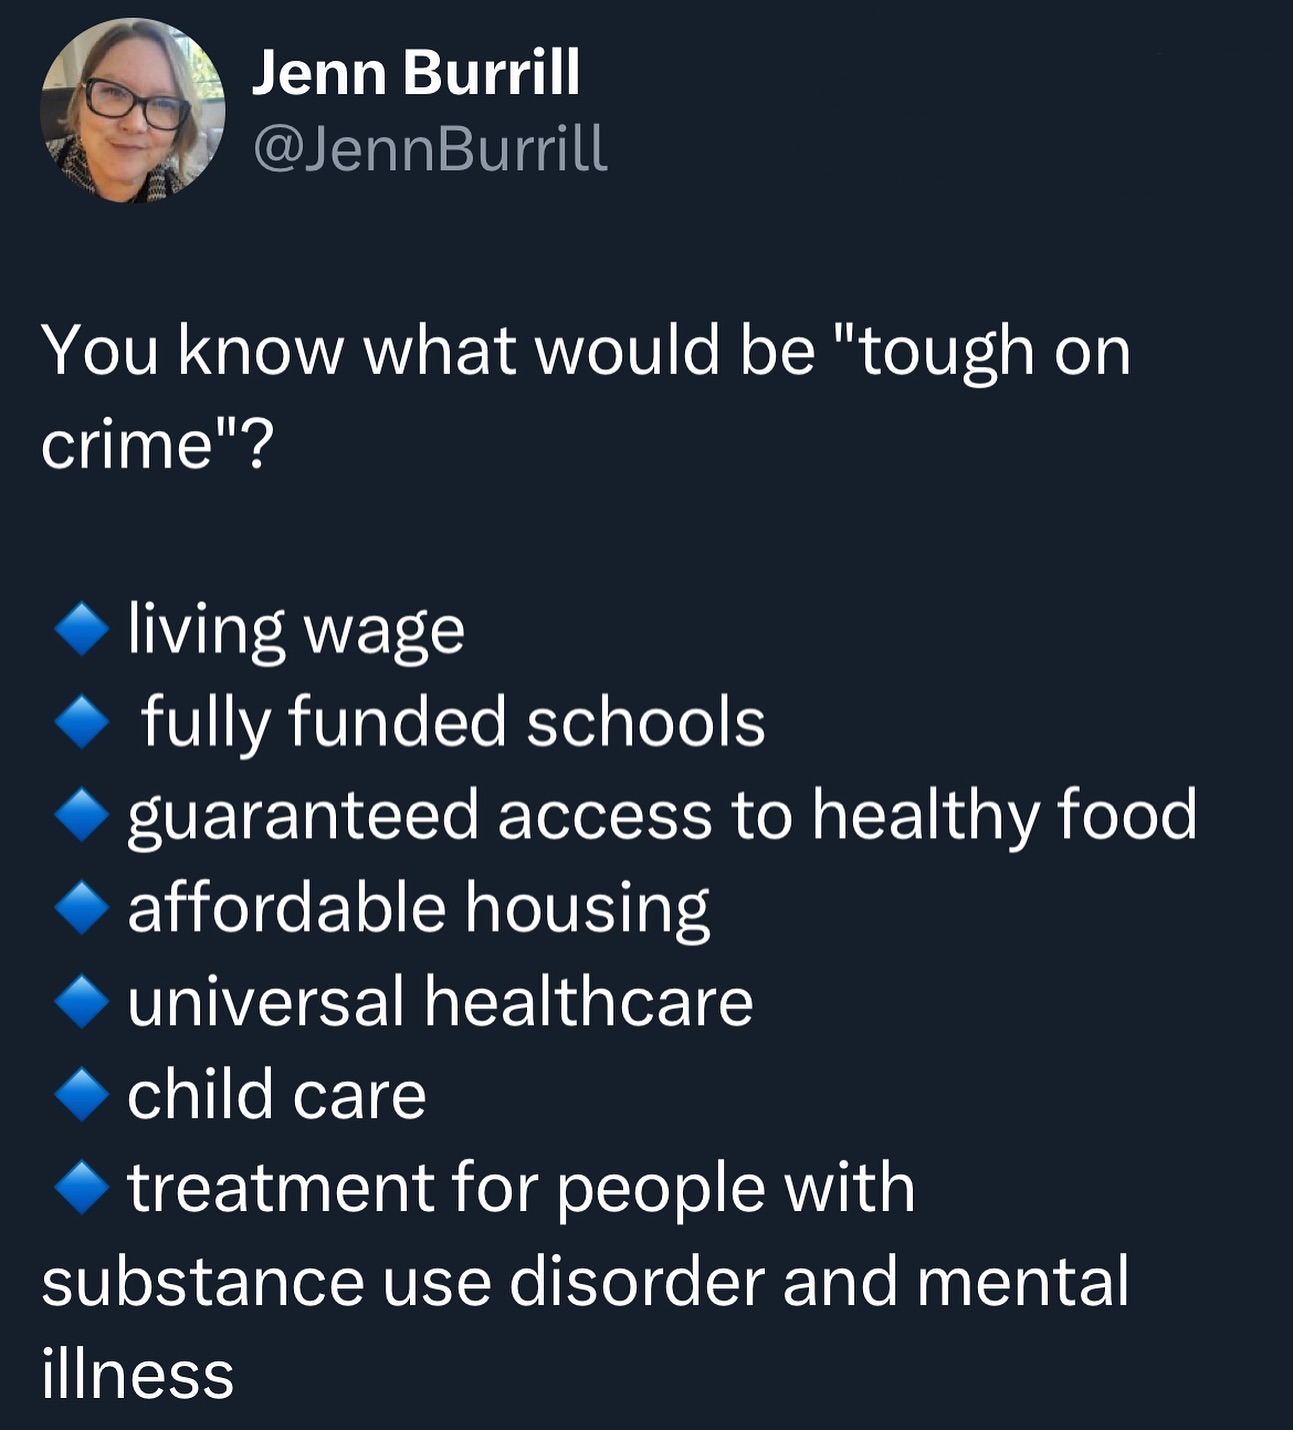 Jenn Burrill
@JennBurrill
You know what would be "tough on
crime"?
🔹living wage
🔹 fully funded schools
🔹guaranteed access to healthy food
🔹affordable housing
🔹universal healthcare
🔹child care
🔹treatment for people with
substance use disorder and mental
illness